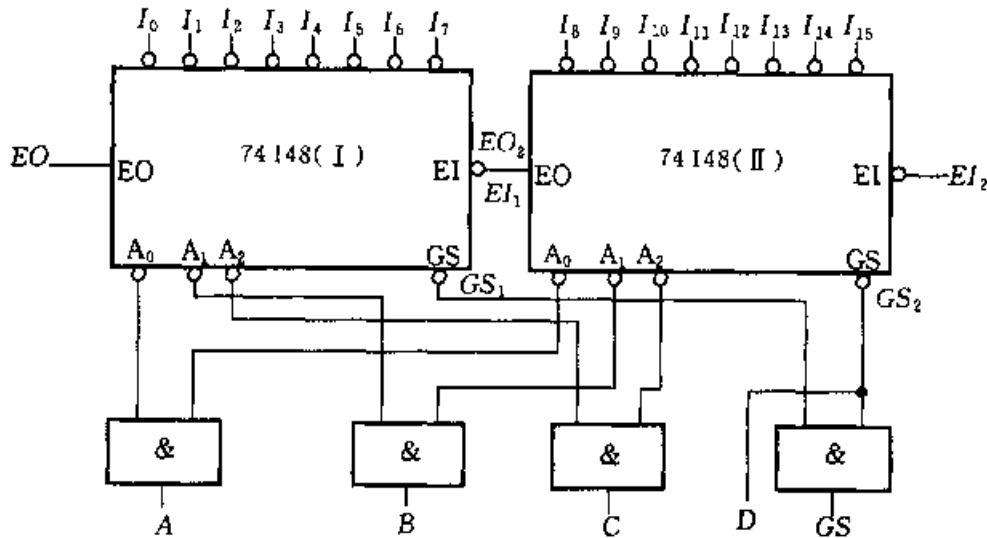 I₀ I₁ I₂ I₃ I₄ I₅ I₆ I₇ I₈ I₉ I₁₀ I₁₁ I₁₂ I₁₃ I₁₄ I₁₅
EO EO 74148(Ⅰ) EI EO₂ EI₁ EO 74148(Ⅱ) EI EI₂
A₀ A₁ A₂ GS GS₁ A₀ A₁ A₂ GS GS₂
& & & &
A B C D GS